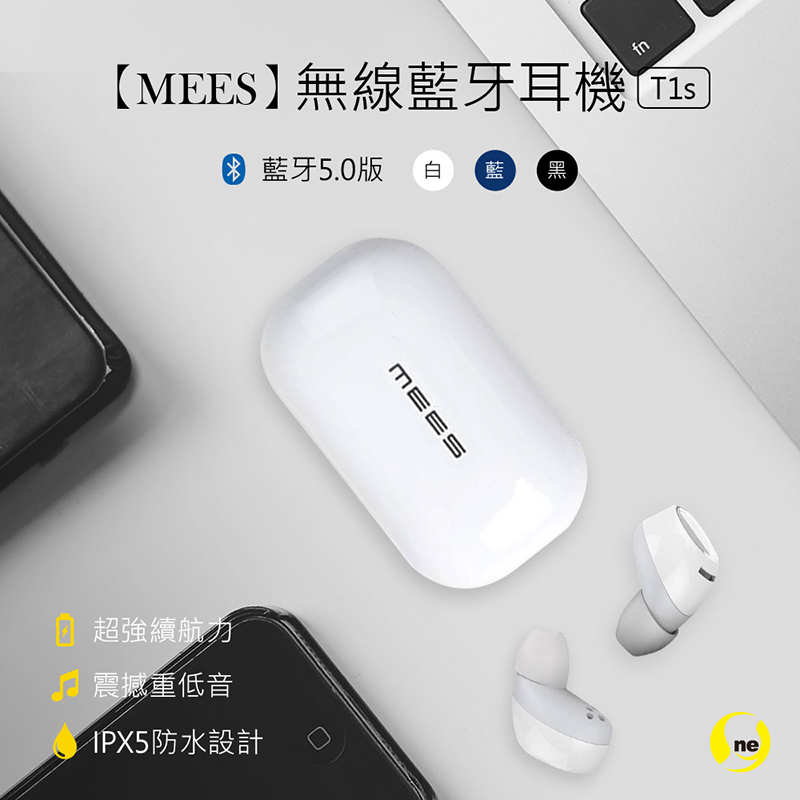 fn
【MEES】無線藍牙耳機 T1s
藍牙5.0版 白 藍 黑
MEES
超強續航力
震撼重低音
IPX5防水設計
One